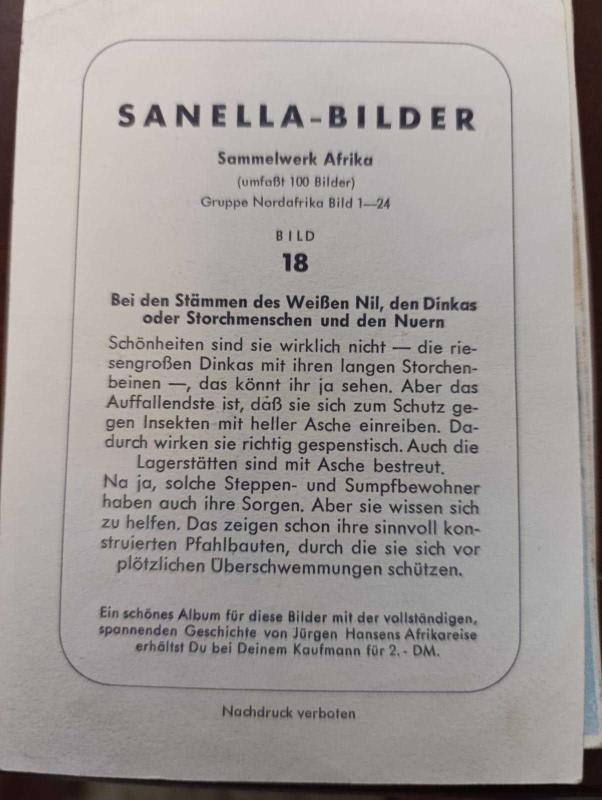 SANELLA-BILDER
Sammelwerk Afrika
(umfaßt 100 Bilder)
Gruppe Nordafrika Bild 1—24
BILD
18
Bei den Stämmen des Weißen Nil, den Dinkas
oder Storchmenschen und den Nuern
Schönheiten sind sie wirklich nicht — die rie-
sengroßen Dinkas mit ihren langen Storchen-
beinen —, das könnt ihr ja sehen. Aber das
Auffallendste ist, daß sie sich zum Schutz ge-
gen Insekten mit heller Asche einreiben. Da-
durch wirken sie richtig gespenstisch. Auch die
Lagerstätten sind mit Asche bestreut.
Na ja, solche Steppen- und Sumpfbewohner
haben auch ihre Sorgen. Aber sie wissen sich
zu helfen. Das zeigen schon ihre sinnvoll kon-
struierten Pfahlbauten, durch die sie sich vor
plötzlichen Überschwemmungen schützen.
Ein schönes Album für diese Bilder mit der vollständigen,
spannenden Geschichte von Jürgen Hansens Afrikareise
erhältst Du bei Deinem Kaufmann für 2.- DM.
Nachdruck verboten